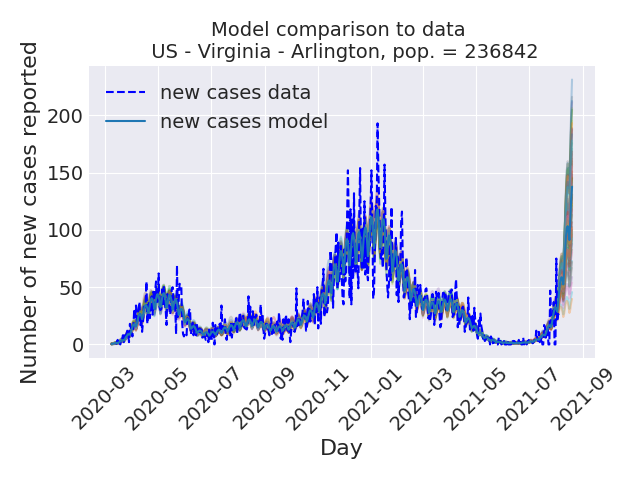 Model comparison to data
US - Virginia - Arlington, pop. = 236842
Number of new cases reported
new cases data
new cases model
200
150
100
50
0
2020-03
2020-05
2020-07
2020-09
2020-11
2021-01
2021-03
2021-05
2021-07
2021-09
Day